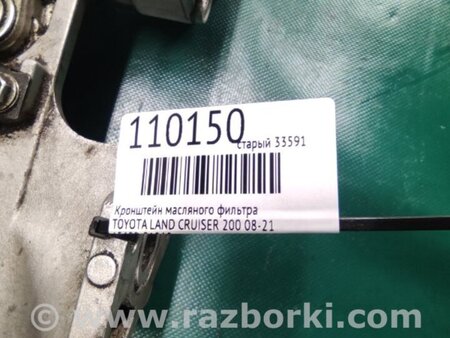 110150
старый 33591
Кронштейн масляного фильтра
TOYOTA LAND CRUISER 200 08-21
www.razborki.com